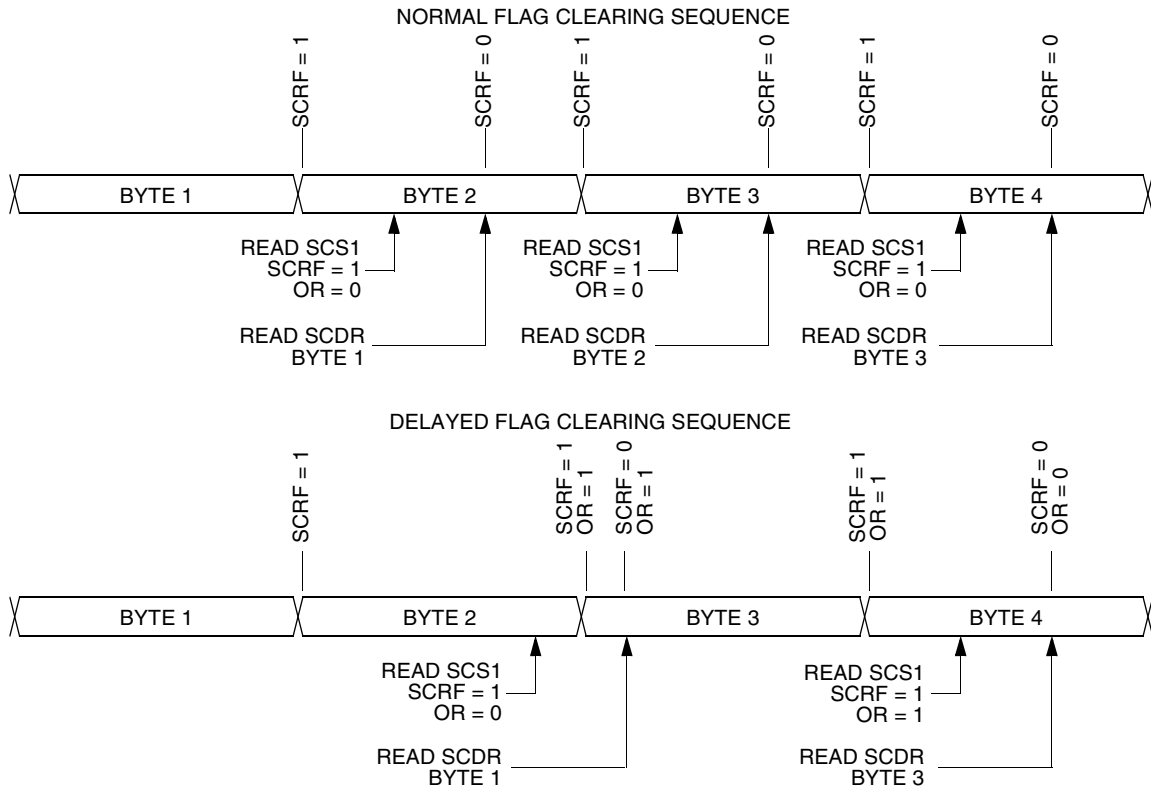 NORMAL FLAG CLEARING SEQUENCE
SCRF = 1
SCRF = 0
SCRF = 1
SCRF = 0
SCRF = 1
SCRF = 0
BYTE 1
BYTE 2
BYTE 3
BYTE 4
READ SCS1
SCRF = 1
OR = 0
READ SCS1
SCRF = 1
OR = 0
READ SCS1
SCRF = 1
OR = 0
READ SCDR
BYTE 1
READ SCDR
BYTE 2
READ SCDR
BYTE 3
DELAYED FLAG CLEARING SEQUENCE
SCRF = 1
SCRF = 1
OR = 1
SCRF = 0
OR = 1
SCRF = 1
OR = 1
SCRF = 0
OR = 0
BYTE 1
BYTE 2
BYTE 3
BYTE 4
READ SCS1
SCRF = 1
OR = 0
READ SCS1
SCRF = 1
OR = 1
READ SCDR
BYTE 1
READ SCDR
BYTE 3